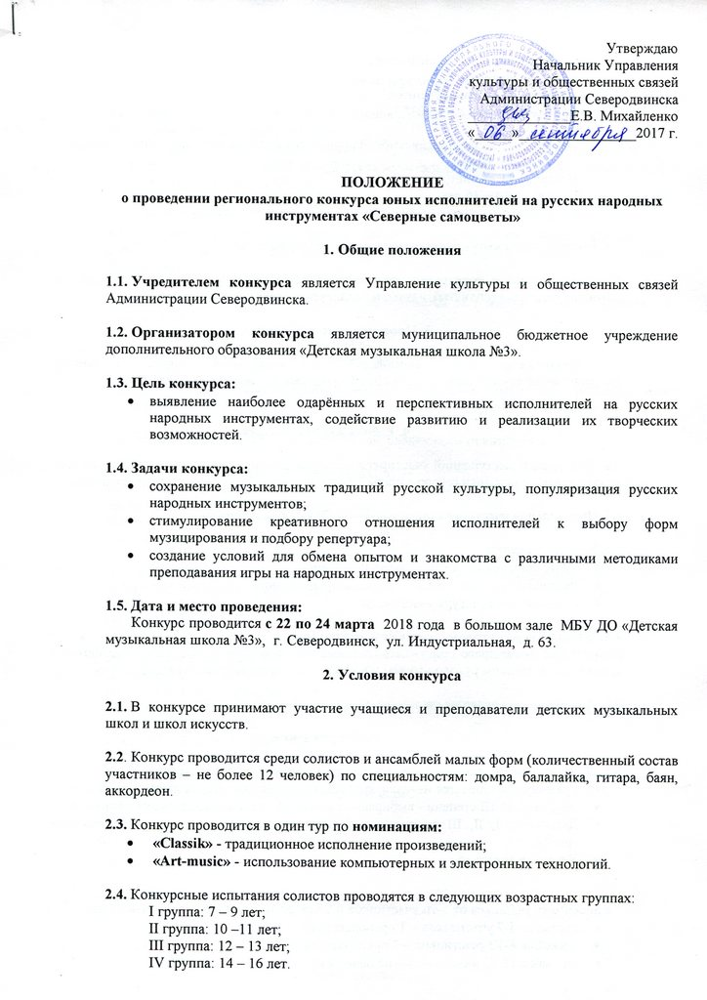 Утверждаю
Начальник Управления
культуры и общественных связей
Администрации Северодвинска
Е.В. Михайленко
« 06 » сентября 2017 г.
ПОЛОЖЕНИЕ
о проведении регионального конкурса юных исполнителей на русских народных
инструментах «Северные самоцветы»
1. Общие положения
1.1. Учредителем конкурса является Управление культуры и общественных связей
Администрации Северодвинска.
1.2. Организатором конкурса является муниципальное бюджетное учреждение
дополнительного образования «Детская музыкальная школа №3».
1.3. Цель конкурса:
• выявление наиболее одарённых и перспективных исполнителей на русских
народных инструментах, содействие развитию и реализации их творческих
возможностей.
1.4. Задачи конкурса:
• сохранение музыкальных традиций русской культуры, популяризация русских
народных инструментов;
• стимулирование креативного отношения исполнителей к выбору форм
музицирования и подбору репертуара;
• создание условий для обмена опытом и знакомства с различными методиками
преподавания игры на народных инструментах.
1.5. Дата и место проведения:
Конкурс проводится с 22 по 24 марта 2018 года в большом зале МБУ ДО «Детская
музыкальная школа №3», г. Северодвинск, ул. Индустриальная, д. 63.
2. Условия конкурса
2.1. В конкурсе принимают участие учащиеся и преподаватели детских музыкальных
школ и школ искусств.
2.2. Конкурс проводится среди солистов и ансамблей малых форм (количественный состав
участников – не более 12 человек) по специальностям: домра, балалайка, гитара, баян,
аккордеон.
2.3. Конкурс проводится в один тур по номинациям:
• «Classik» - традиционное исполнение произведений;
• «Art-music» - использование компьютерных и электронных технологий.
2.4. Конкурсные испытания солистов проводятся в следующих возрастных группах:
I группа: 7 – 9 лет;
II группа: 10 –11 лет;
III группа: 12 – 13 лет;
IV группа: 14 – 16 лет.